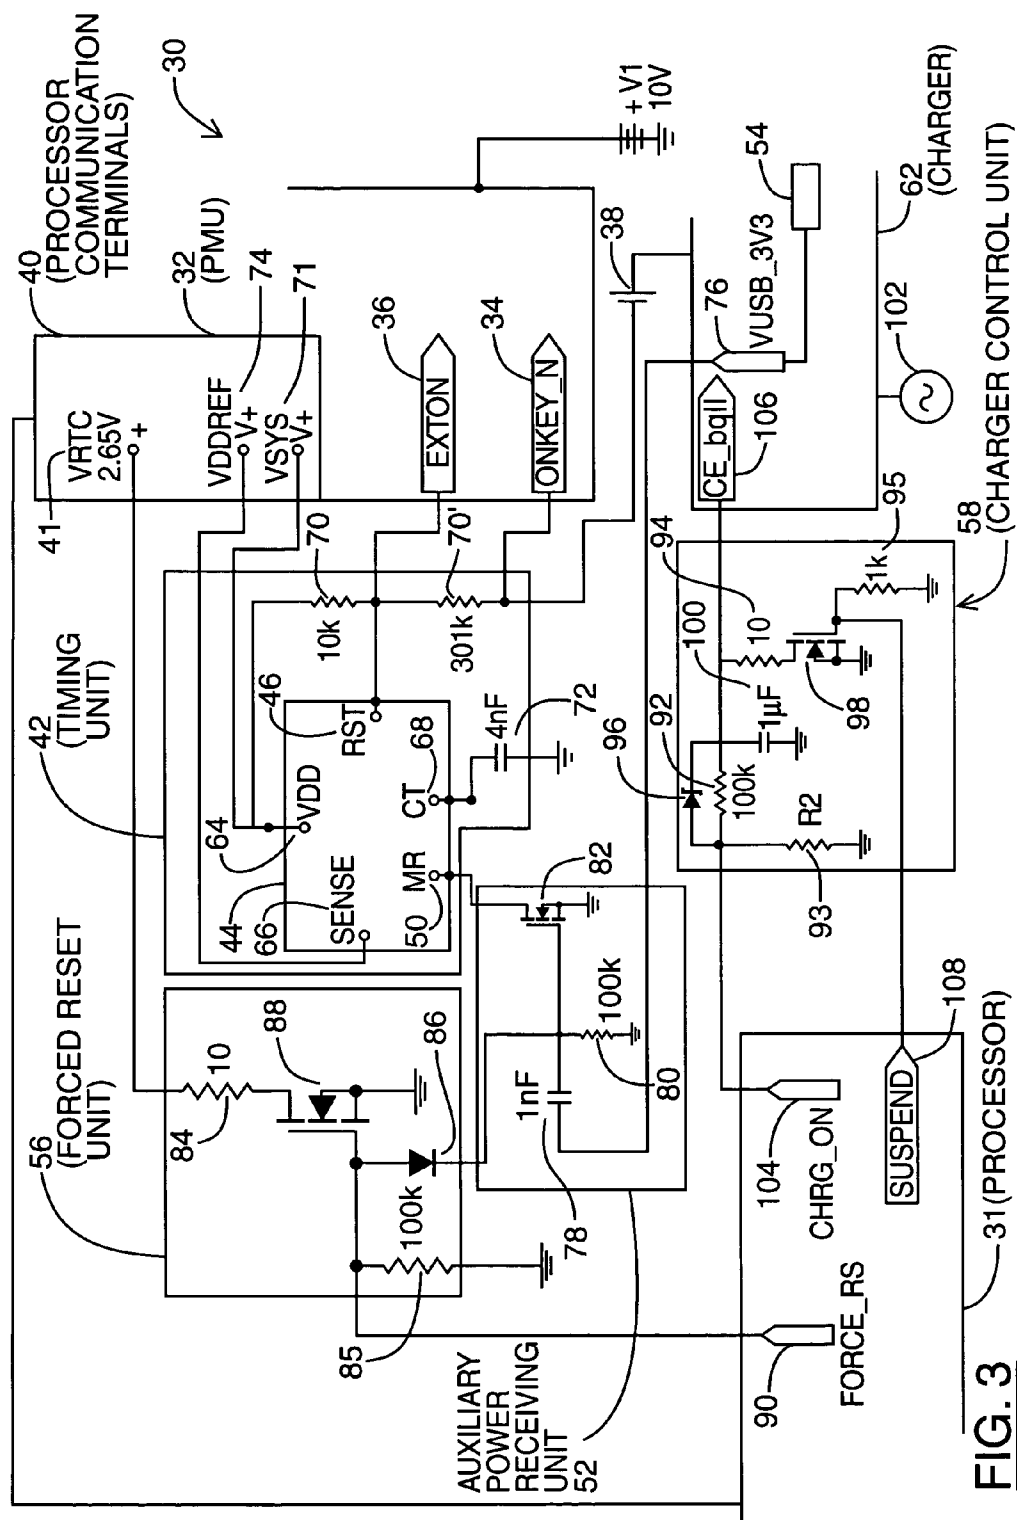 40
(PROCESSOR
COMMUNICATION
TERMINALS)
30
32
(PMU)
74
71
41
VRTC
2.65V
+
VDDREF
V+
VSYS
V+
36
EXTON
34
ONKEY_N
+ V1
10V
38
54
VUSB_3V3
76
CE_bqII
106
62
(CHARGER)
102
42
(TIMING
UNIT)
70
10k
70'
301k
46
RST
64
VDD
68
CT
4nF
72
44
66
SENSE
50
MR
82
56
(FORCED RESET
UNIT)
84
10
88
86
100k
85
1nF
78
100k
80
AUXILIARY
POWER
RECEIVING
UNIT
52
58
(CHARGER CONTROL UNIT)
95
1k
94
10
100
1µF
98
92
100k
96
R2
93
90
FORCE_RS
104
CHRG_ON
SUSPEND
108
31(PROCESSOR)
FIG. 3